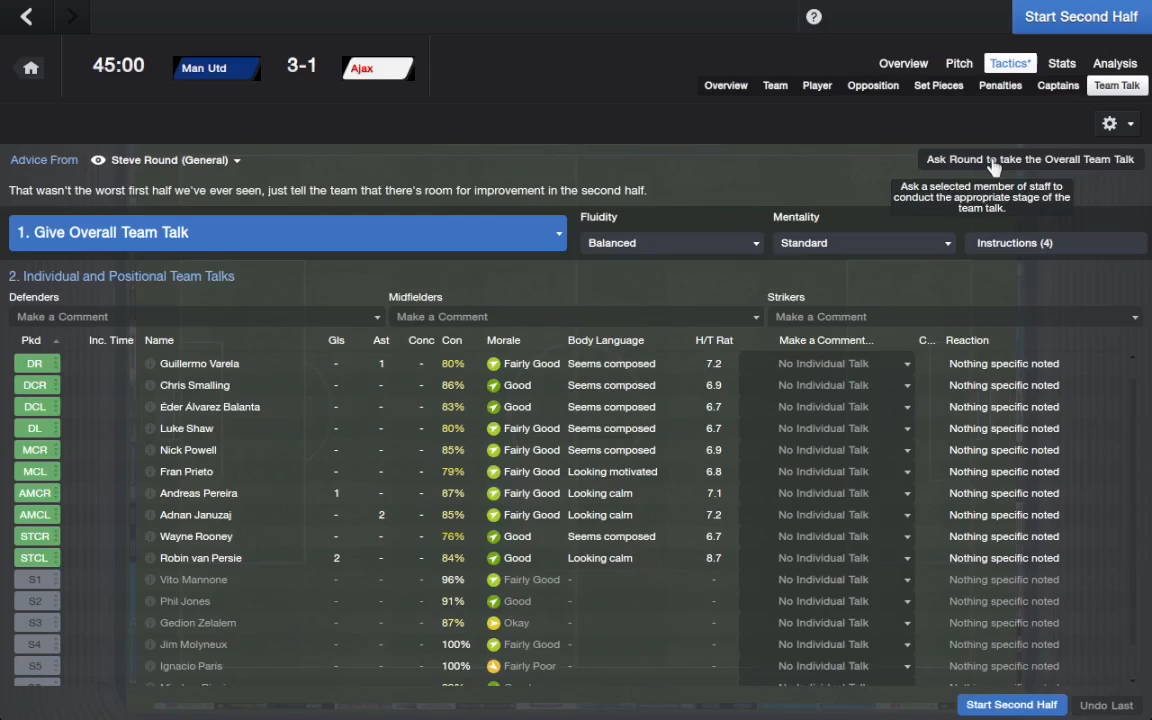 Start Second Half
45:00 Man Utd 3-1 Ajax
Overview Pitch Tactics* Stats Analysis
Overview Team Player Opposition Set Pieces Penalties Captains Team Talk
Advice From Steve Round (General)
Ask Round to take the Overall Team Talk
That wasn't the worst first half we've ever seen, just tell the team that there's room for improvement in the second half.
Ask a selected member of staff to
conduct the appropriate stage of the
team talk.
1. Give Overall Team Talk
Fluidity Mentality
Balanced Standard Instructions (4)
2. Individual and Positional Team Talks
Defenders Midfielders Strikers
Make a Comment Make a Comment Make a Comment
Pkd Inc. Time Name Gls Ast Conc Con Morale Body Language H/T Rat Make a Comment... C... Reaction
DR Guillermo Varela - 1 - 80% Fairly Good Seems composed 7.2 No Individual Talk Nothing specific noted
DCR Chris Smalling - - - 86% Good Seems composed 6.9 No Individual Talk Nothing specific noted
DCL Éder Álvarez Balanta - - - 83% Good Seems composed 6.7 No Individual Talk Nothing specific noted
DL Luke Shaw - - - 80% Fairly Good Seems composed 6.7 No Individual Talk Nothing specific noted
MCR Nick Powell - - - 85% Fairly Good Seems composed 6.9 No Individual Talk Nothing specific noted
MCL Fran Prieto - - - 79% Fairly Good Looking motivated 6.8 No Individual Talk Nothing specific noted
AMCR Andreas Pereira 1 - - 87% Fairly Good Looking calm 7.1 No Individual Talk Nothing specific noted
AMCL Adnan Januzaj - 2 - 85% Fairly Good Looking calm 7.2 No Individual Talk Nothing specific noted
STCR Wayne Rooney - - - 76% Good Seems composed 6.7 No Individual Talk Nothing specific noted
STCL Robin van Persie 2 - - 84% Good Looking calm 8.7 No Individual Talk Nothing specific noted
S1 Vito Mannone - - - 96% Fairly Good - - No Individual Talk Nothing specific noted
S2 Phil Jones - - - 91% Good - - No Individual Talk Nothing specific noted
S3 Gedion Zelalem - - - 87% Okay - - No Individual Talk Nothing specific noted
S4 Jim Molyneux - - - 100% Fairly Good - - No Individual Talk Nothing specific noted
S5 Ignacio París - - - 100% Fairly Poor - - No Individual Talk Nothing specific noted
Start Second Half Undo Last